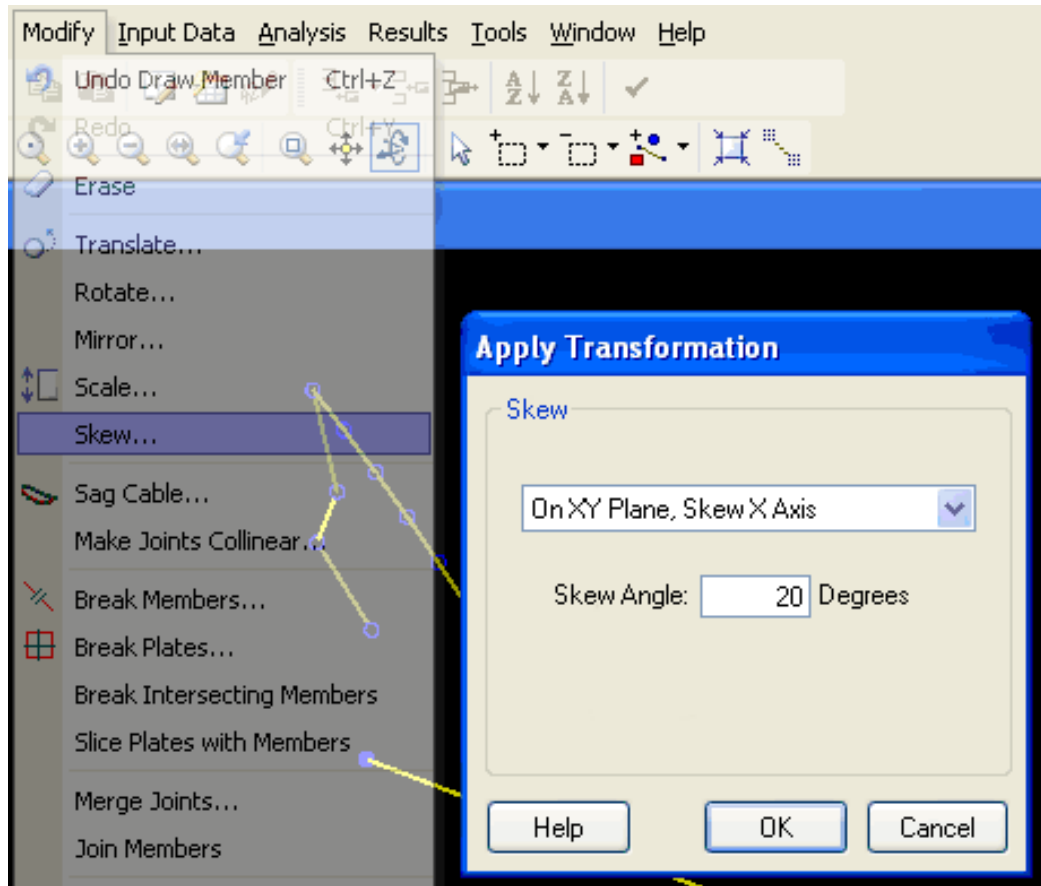 Modify Input Data Analysis Results Tools Window Help
Undo Draw Member Ctrl+Z
Redo Ctrl+Y
Erase
Translate...
Rotate...
Mirror...
Scale...
Skew...
Sag Cable...
Make Joints Collinear...
Break Members...
Break Plates...
Break Intersecting Members
Slice Plates with Members
Merge Joints...
Join Members
A Z Z A
Apply Transformation
Skew
On XY Plane, Skew X Axis
Skew Angle: 20 Degrees
Help OK Cancel